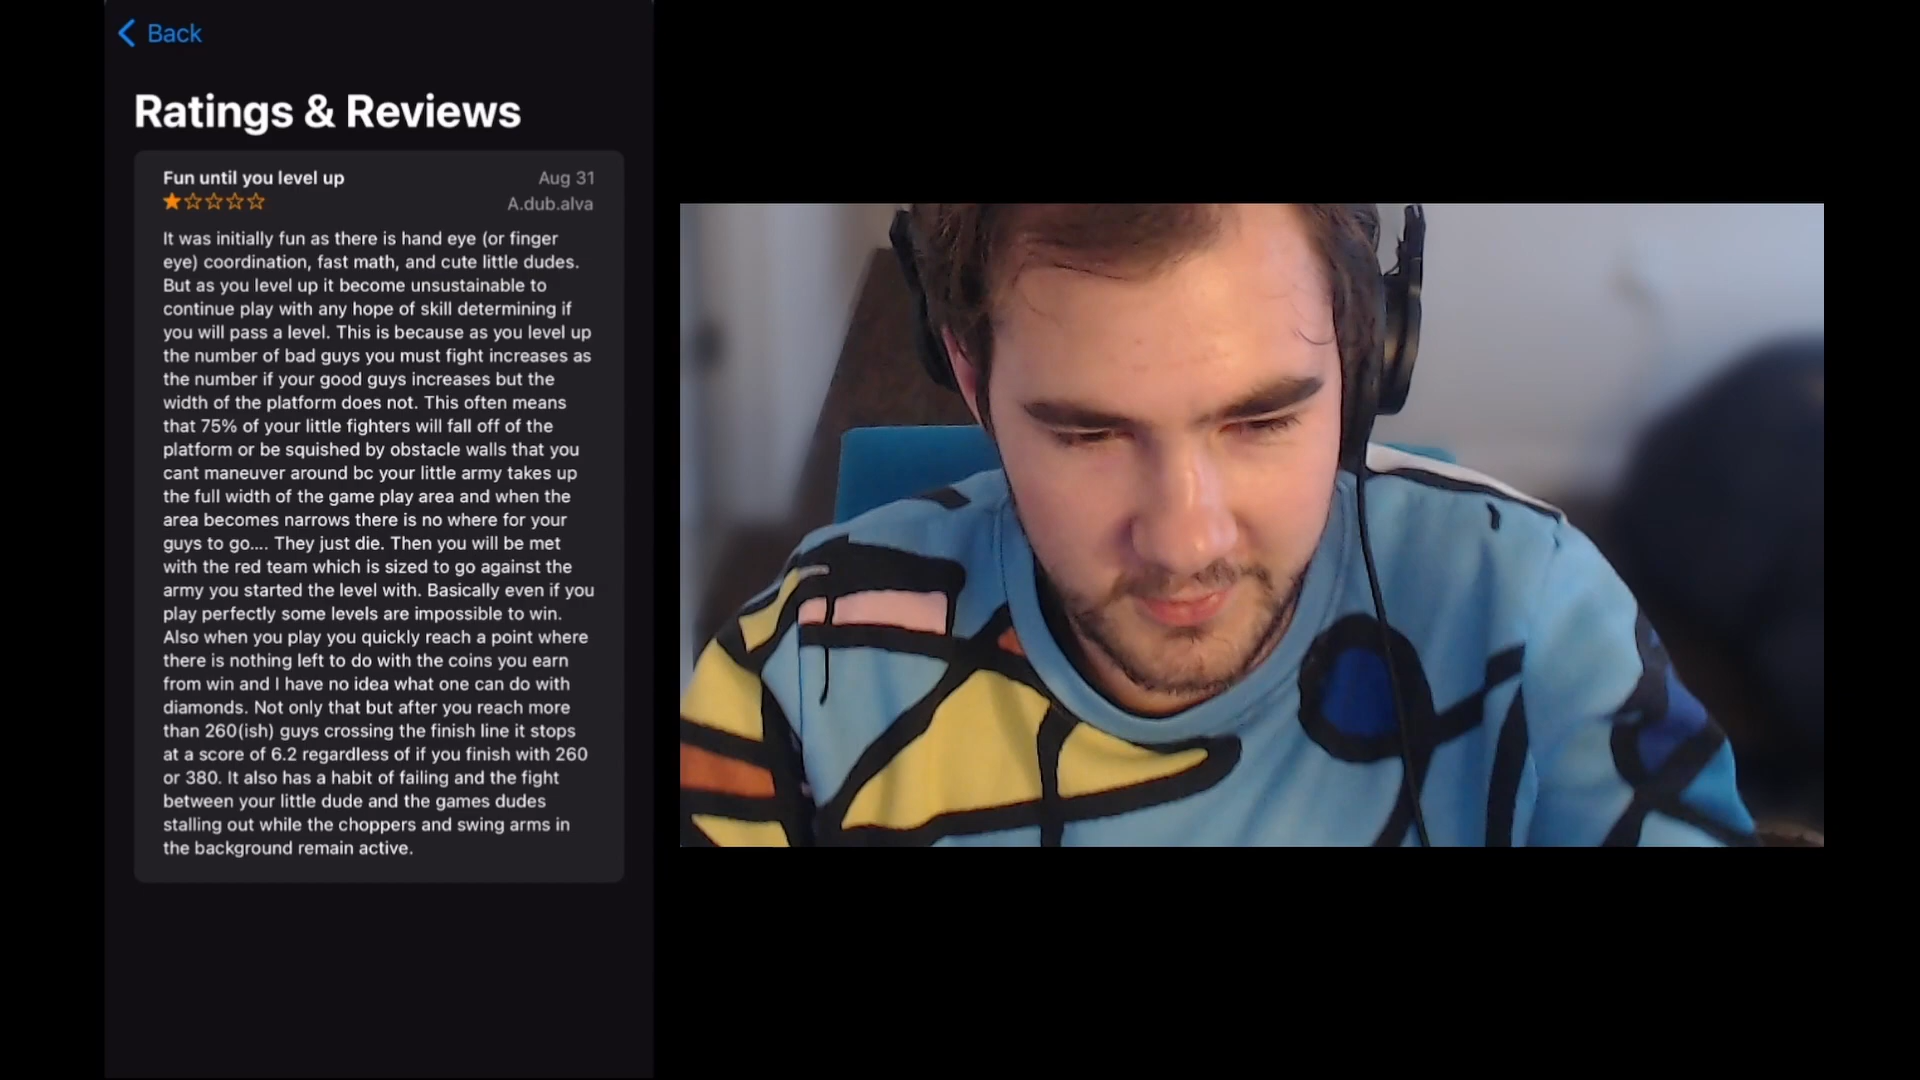 Back
Ratings & Reviews
Fun until you level up
Aug 31
A.dub.alva
It was initially fun as there is hand eye (or finger
eye) coordination, fast math, and cute little dudes.
But as you level up it become unsustainable to
continue play with any hope of skill determining if
you will pass a level. This is because as you level up
the number of bad guys you must fight increases as
the number if your good guys increases but the
width of the platform does not. This often means
that 75% of your little fighters will fall off of the
platform or be squished by obstacle walls that you
cant maneuver around bc your little army takes up
the full width of the game play area and when the
area becomes narrows there is no where for your
guys to go.... They just die. Then you will be met
with the red team which is sized to go against the
army you started the level with. Basically even if you
play perfectly some levels are impossible to win.
Also when you play you quickly reach a point where
there is nothing left to do with the coins you earn
from win and I have no idea what one can do with
diamonds. Not only that but after you reach more
than 260(ish) guys crossing the finish line it stops
at a score of 6.2 regardless of if you finish with 260
or 380. It also has a habit of failing and the fight
between your little dude and the games dudes
stalling out while the choppers and swing arms in
the background remain active.